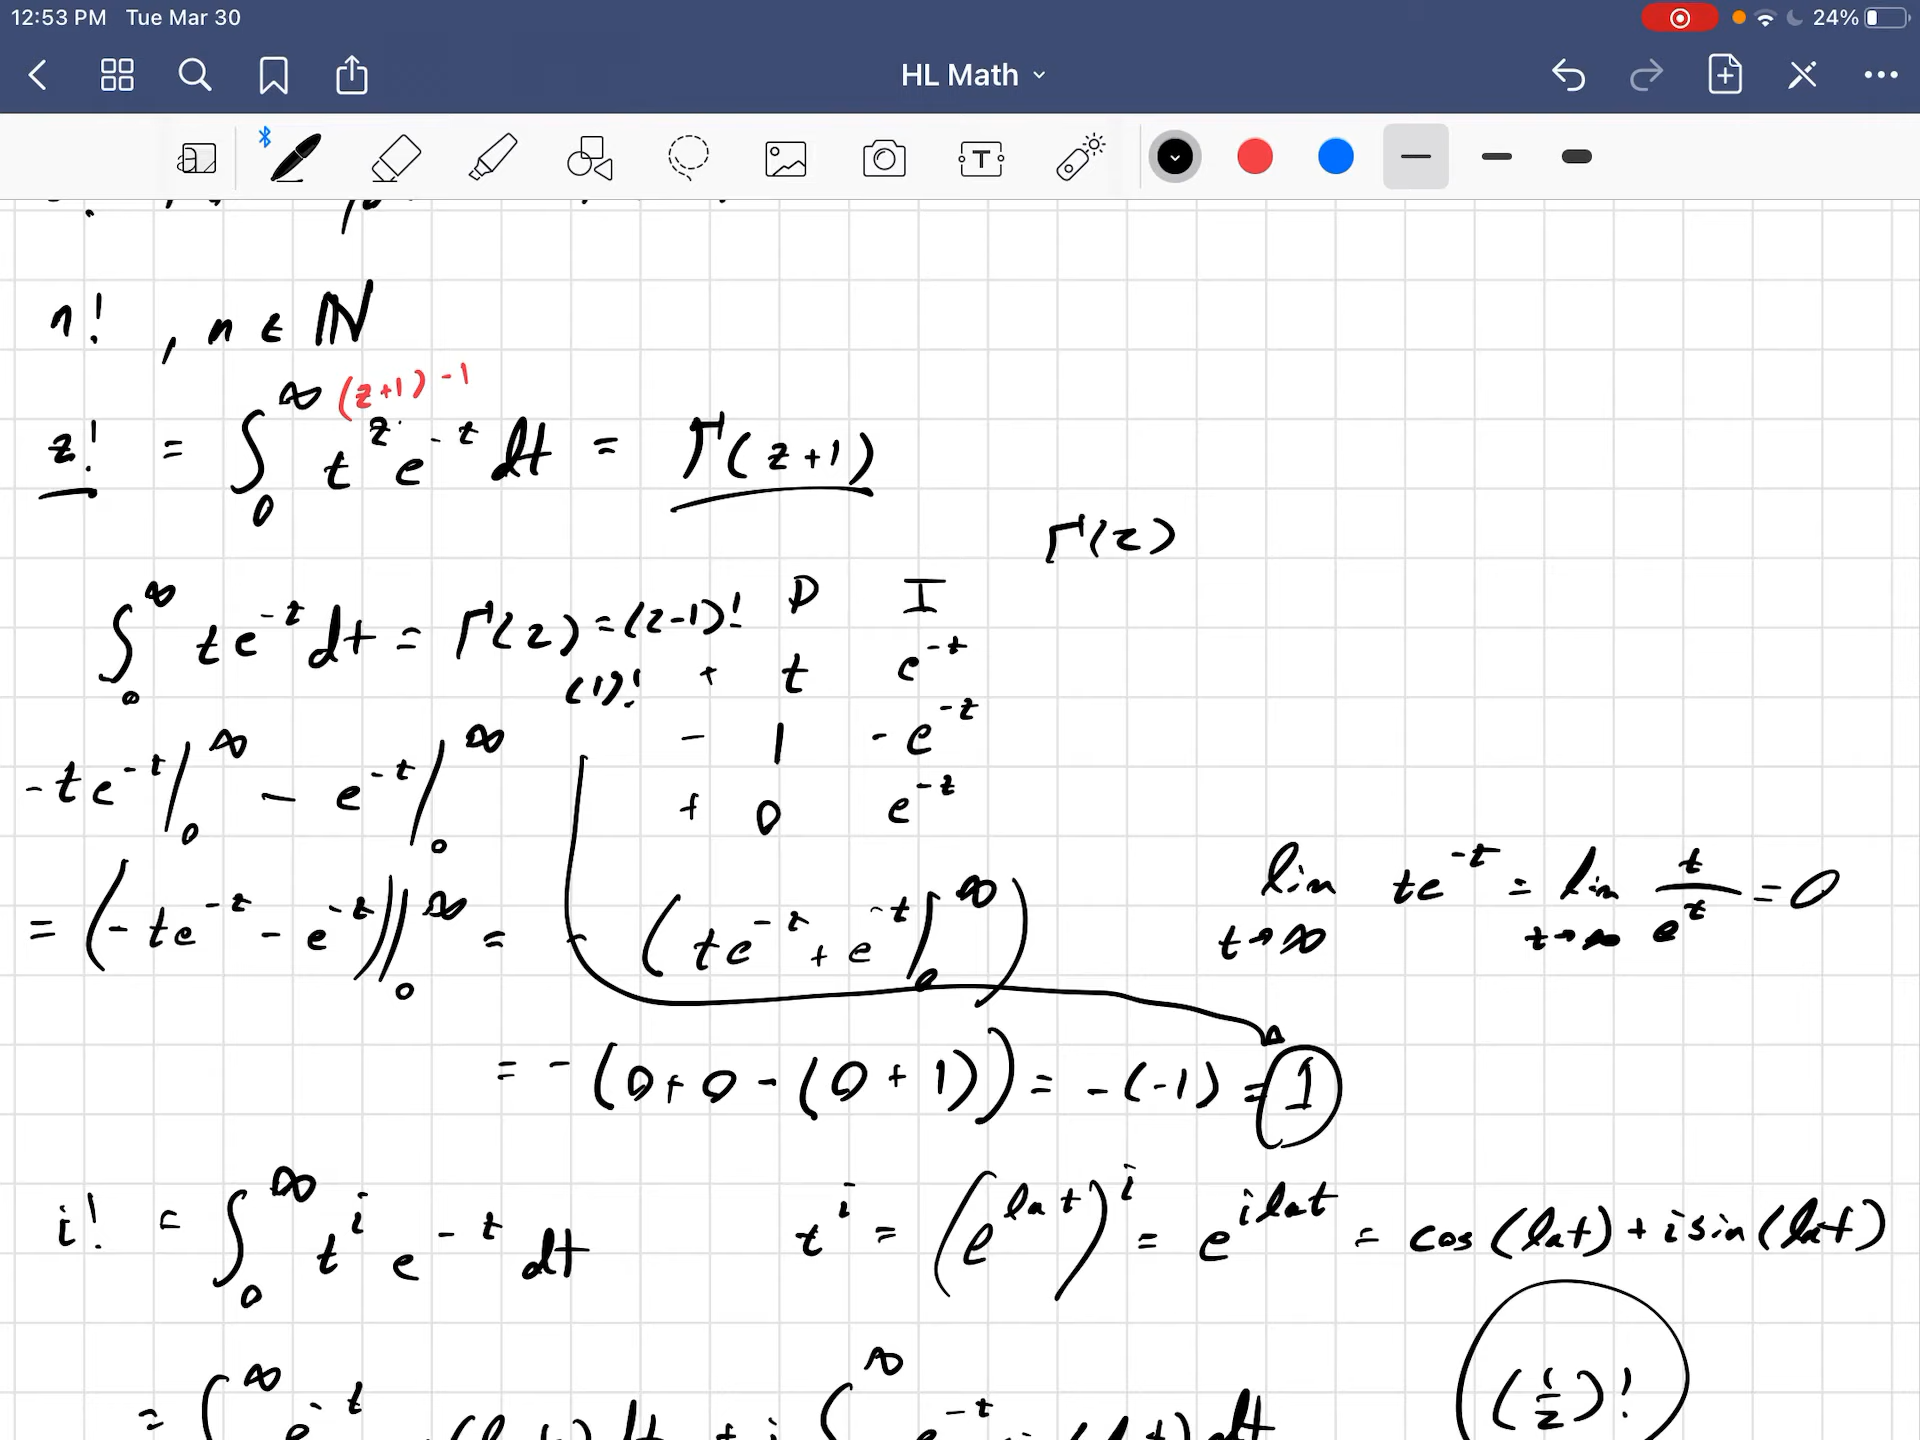 12:53 PM Tue Mar 30
24%
HL Math
T
n! , n ∈ ℕ
(z+1)-1
z! = ∫₀^∞ t^z e^-t dt = Γ(z+1)
Γ(z)
∫₀^∞ te^-t dt = Γ(2) = (2-1)!
(1)!
D I
+ t e^-t
- 1 -e^-t
+ 0 e^-t
-te^-t|₀^∞ - e^-t|₀^∞
= (-te^-t - e^-t)|₀^∞ = -(te^-t + e^-t|₀^∞)
lim t→∞ te^-t = lim t→∞ t/e^t = 0
= -(0+0-(0+1)) = -(-1) = 1
i! = ∫₀^∞ t^i e^-t dt
t^i = (e^ln t)^i = e^i ln t = cos(ln t) + i sin(ln t)
(1/2)!